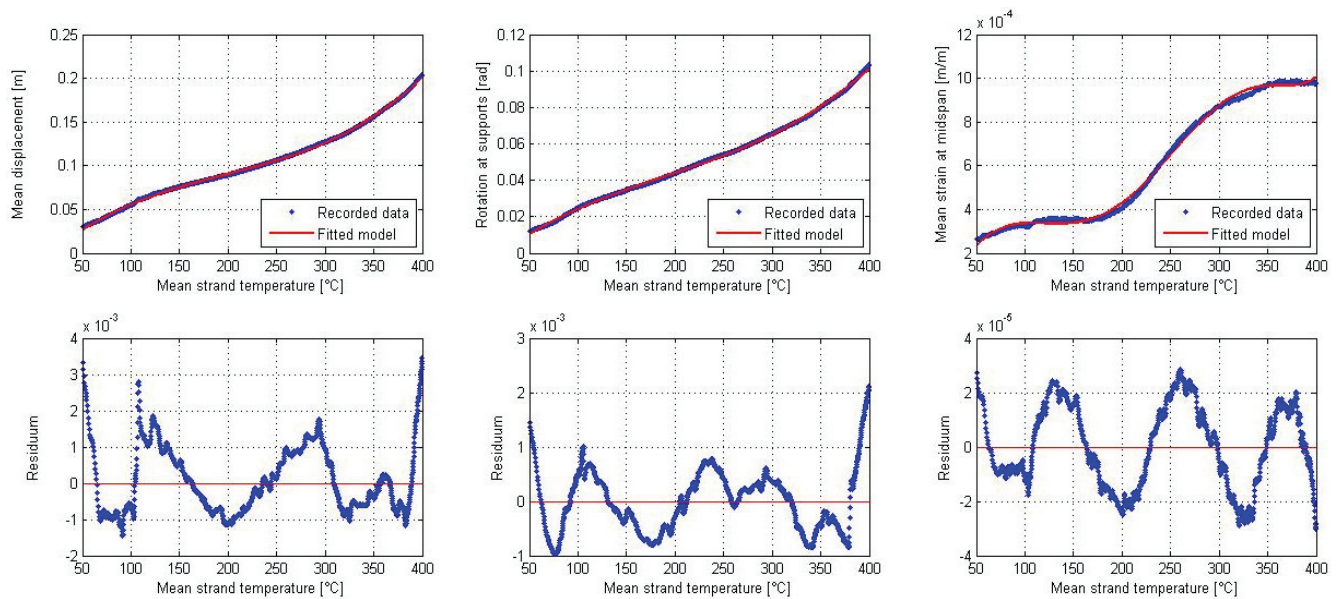 0.25
0.2
0.15
0.1
0.05
0
Mean displacenent [m]
Recorded data
Fitted model
50 100 150 200 250 300 350 400
Mean strand temperature [°C]
0.12
0.1
0.08
0.06
0.04
0.02
0
Rotation at supports [rad]
Recorded data
Fitted model
50 100 150 200 250 300 350 400
Mean strand temperature [°C]
x 10⁻⁴
12
10
8
6
4
2
Mean strain at midspan [m/m]
Recorded data
Fitted model
50 100 150 200 250 300 350 400
Mean strand temperature [°C]
x 10⁻³
4
3
2
1
0
-1
-2
Residuum
50 100 150 200 250 300 350 400
Mean strand temperature [°C]
x 10⁻³
3
2
1
0
-1
Residuum
50 100 150 200 250 300 350 400
Mean strand temperature [°C]
x 10⁻⁵
4
2
0
-2
-4
Residuum
50 100 150 200 250 300 350 400
Mean strand temperature [°C]